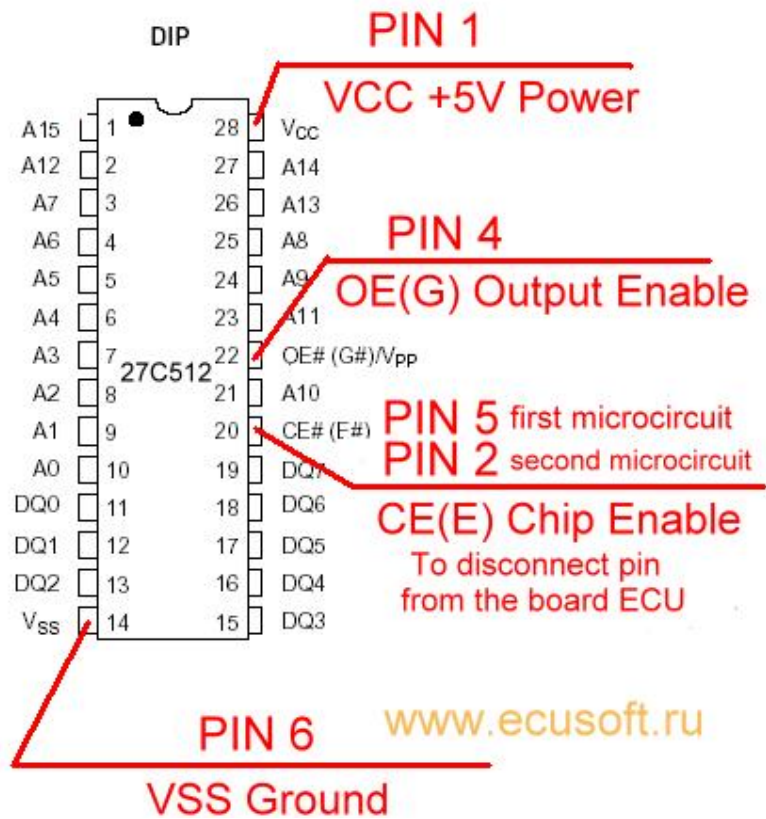 DIP
PIN 1
VCC +5V Power
A15 1 28 VCC
A12 2 27 A14
A7 3 26 A13
A6 4 25 A8
PIN 4
A5 5 24 A9
OE(G) Output Enable
A4 6 23 A11
A3 7 22 OE# (G#)/VPP
27C512
A2 8 21 A10
PIN 5 first microcircuit
A1 9 20 CE# (E#)
PIN 2 second microcircuit
A0 10 19 DQ7
DQ0 11 18 DQ6
CE(E) Chip Enable
DQ1 12 17 DQ5
To disconnect pin
DQ2 13 16 DQ4
from the board ECU
VSS 14 15 DQ3
www.ecusoft.ru
PIN 6
VSS Ground